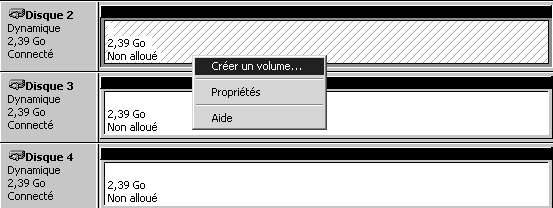 Disque 2
Dynamique
2,39 Go
Connecté
2,39 Go
Non alloué
Créer un volume...
Propriétés
Aide
Disque 3
Dynamique
2,39 Go
Connecté
2,39 Go
Non alloué
Disque 4
Dynamique
2,39 Go
Connecté
2,39 Go
Non alloué